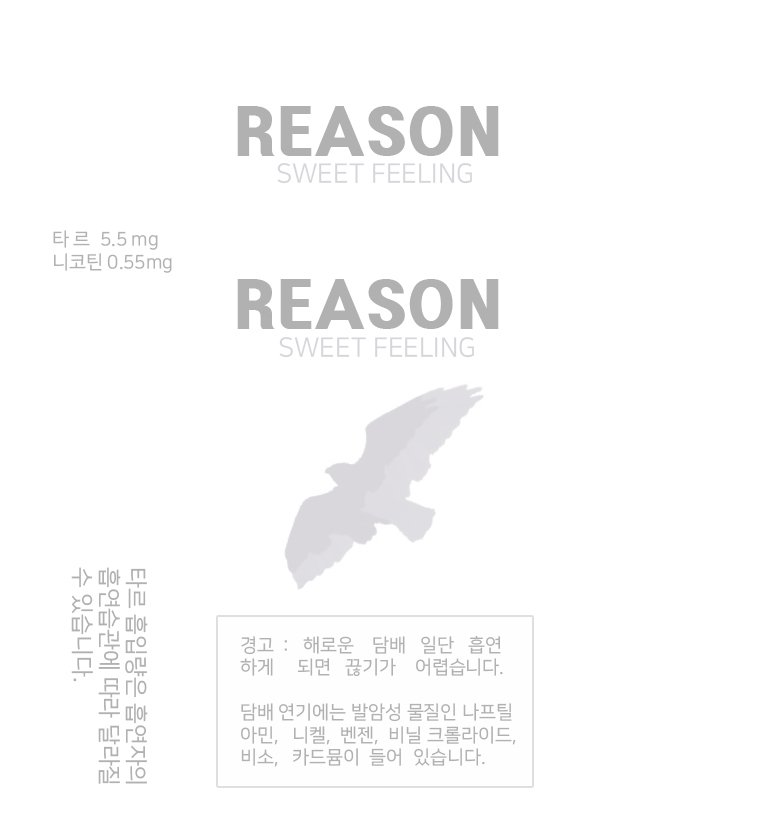 REASON
SWEET FEELING
타르 5.5mg
니코틴 0.55mg
REASON
SWEET FEELING
타르 흡입량은 흡연자의
흡연습관에 따라 달라질
수 있습니다.
경고 : 해로운 담배 일단 흡연
하게 되면 끊기가 어렵습니다.
담배 연기에는 발암성 물질인 나프틸
아민, 니켈, 벤젠, 비닐 크롤라이드,
비소, 카드뮴이 들어 있습니다.